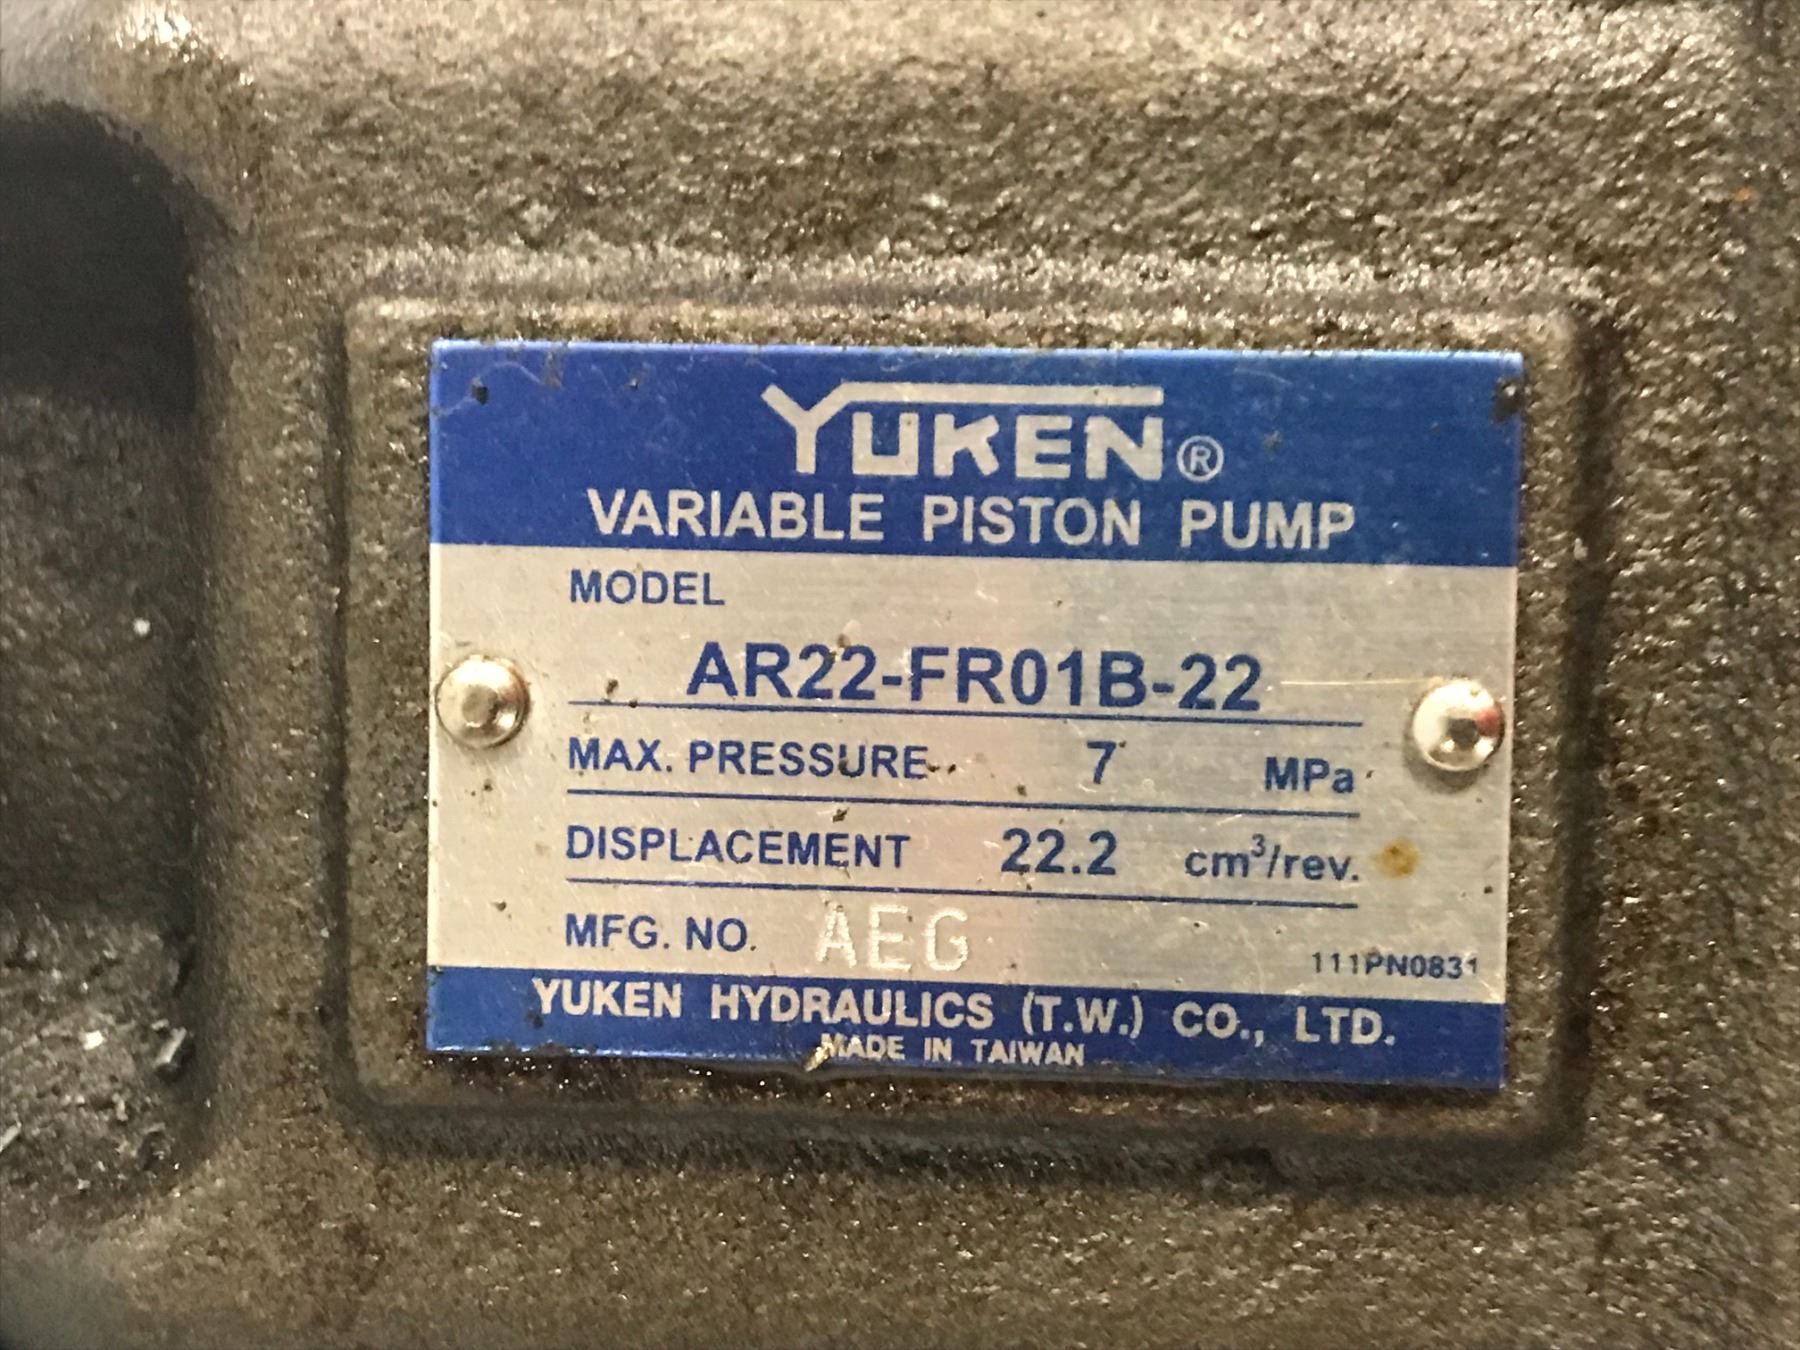 YUKEN®
VARIABLE PISTON PUMP
MODEL
AR22-FR01B-22
MAX. PRESSURE 7 MPa
DISPLACEMENT 22.2 cm³/rev.
MFG. NO. AEG
111PN0831
YUKEN HYDRAULICS (T.W.) CO., LTD.
MADE IN TAIWAN